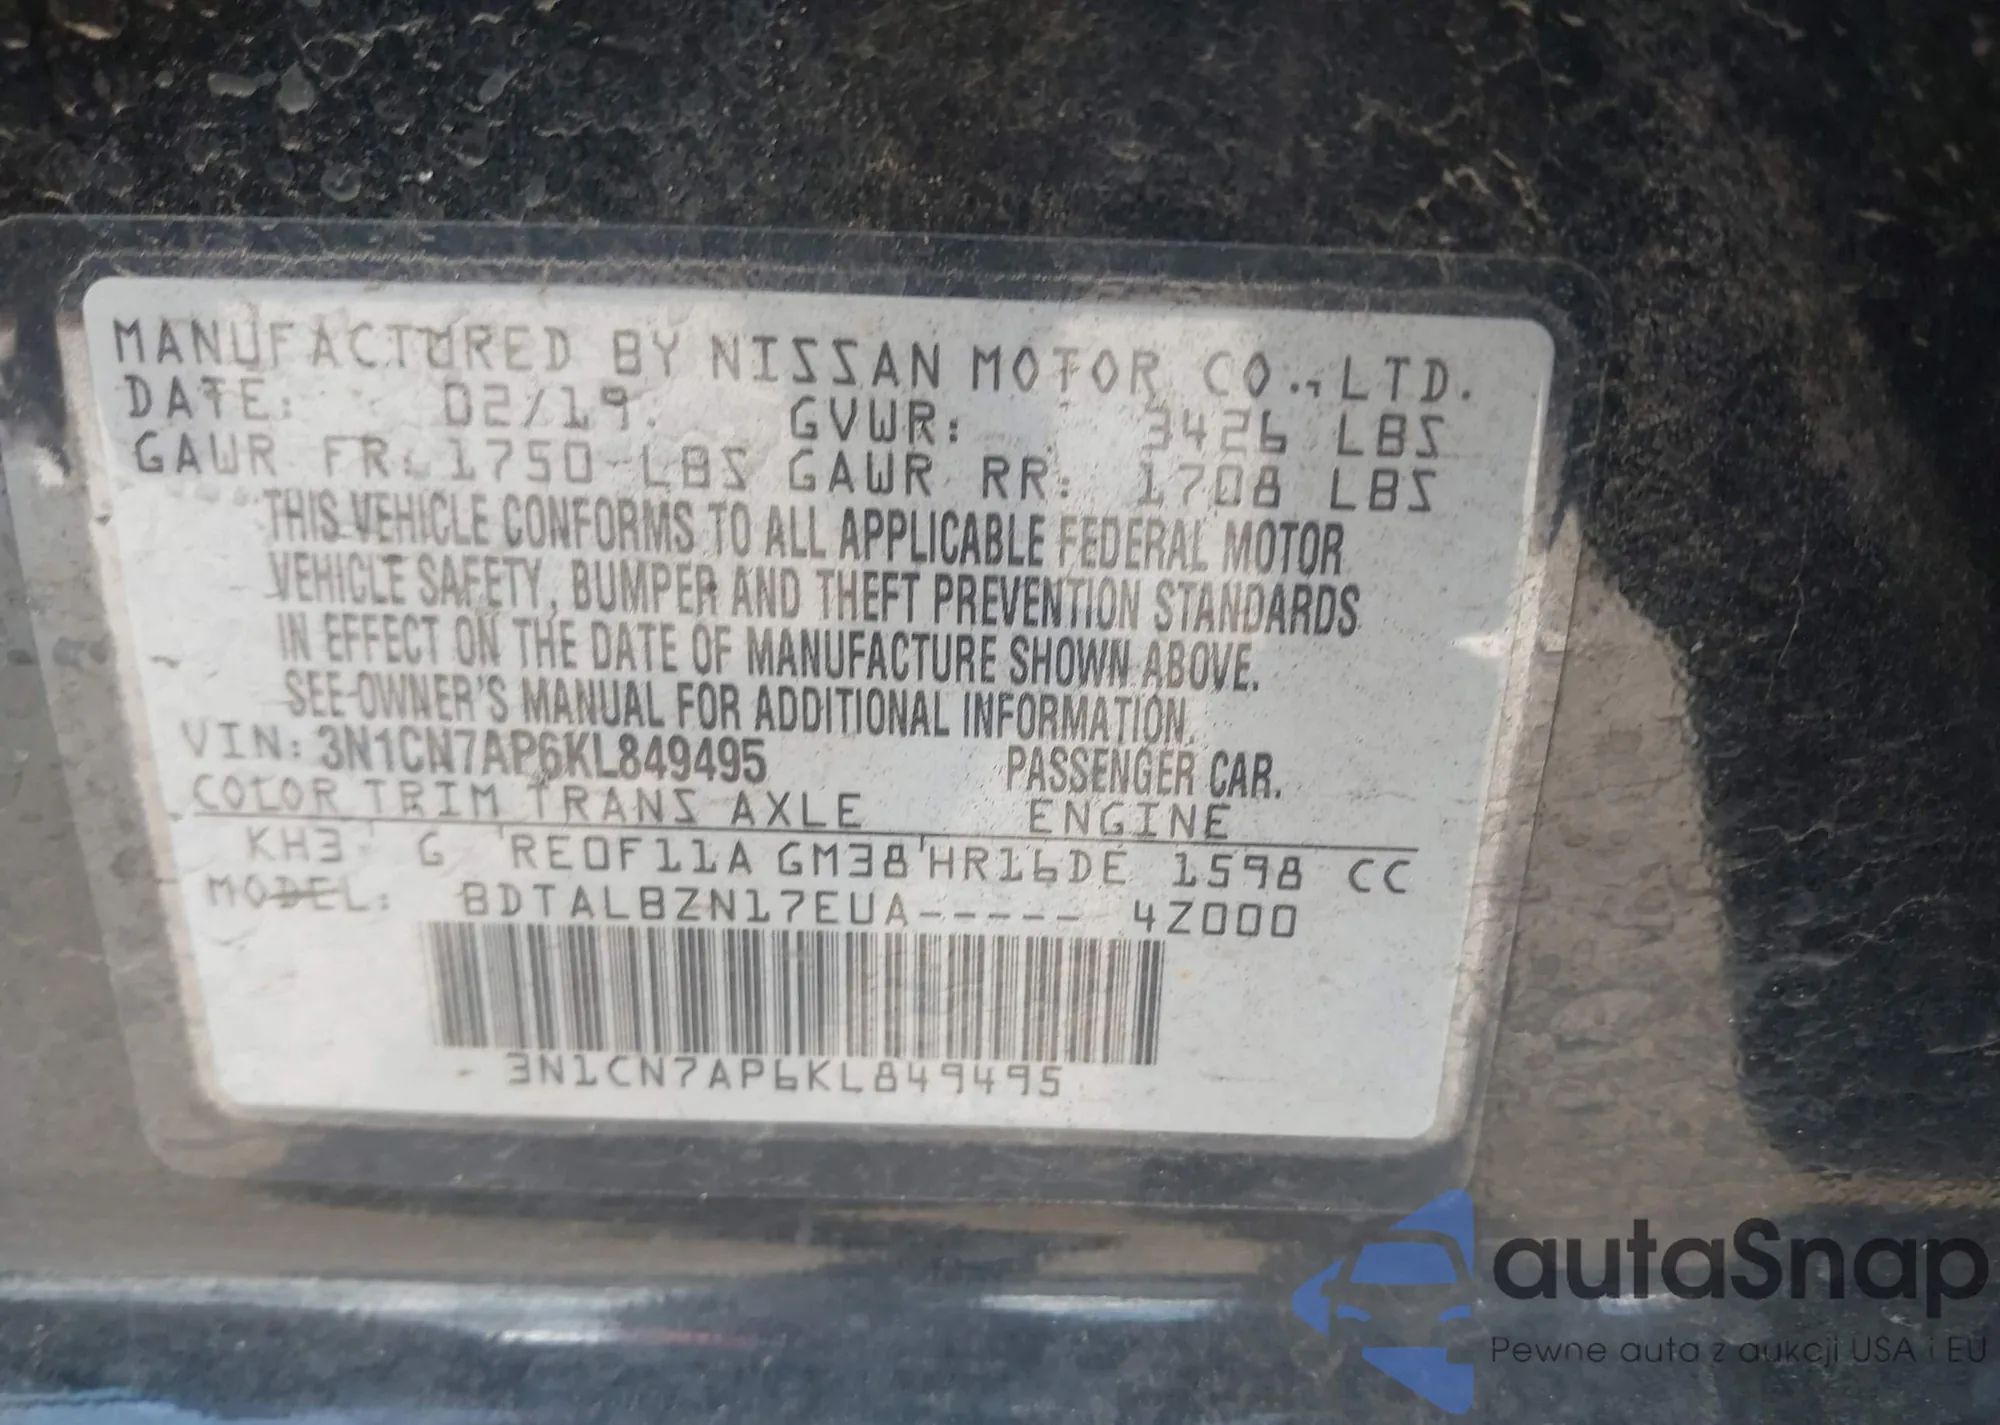 MANUFACTURED BY NISSAN MOTOR CO., LTD.
DATE: 02/19. GVWR: 3426 LBS
GAWR FR: 1750 LBS GAWR RR: 1708 LBS
THIS VEHICLE CONFORMS TO ALL APPLICABLE FEDERAL MOTOR
VEHICLE SAFETY, BUMPER AND THEFT PREVENTION STANDARDS
IN EFFECT ON THE DATE OF MANUFACTURE SHOWN ABOVE.
SEE OWNER'S MANUAL FOR ADDITIONAL INFORMATION.
VIN: 3N1CN7AP6KL849495 PASSENGER CAR.
COLOR TRIM TRANS AXLE ENGINE
KH3 G RE0F11A GM38 HR16DE 1598 CC
MODEL: BDTALBZN17EUA----- 4Z000
3N1CN7AP6KL849495
autaSnap
Pewne auta z aukcji USA i EU